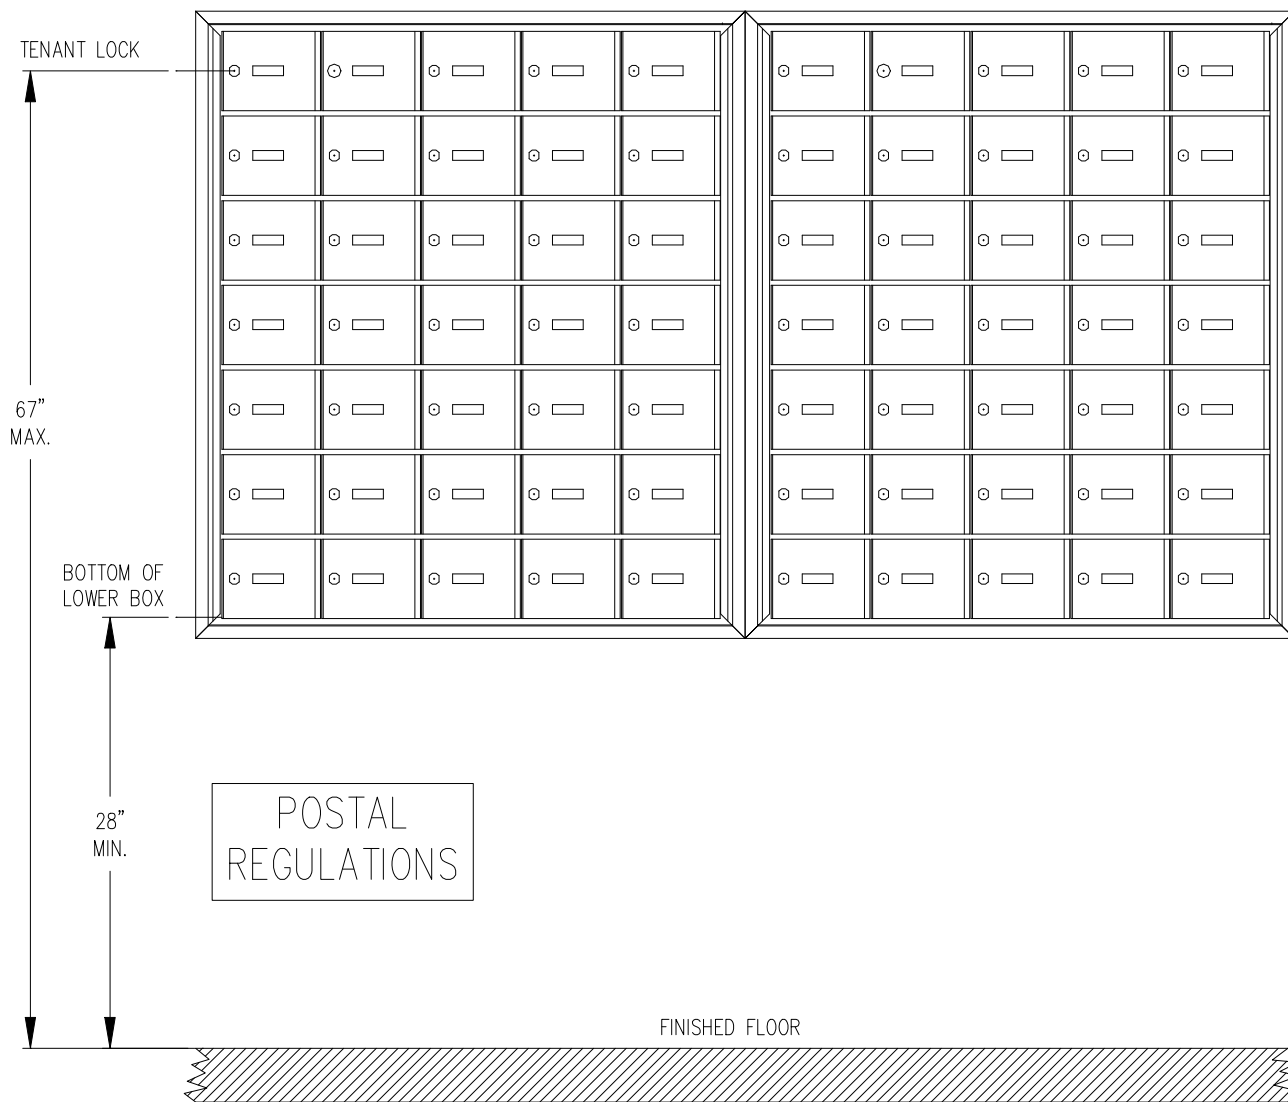 TENANT LOCK
67”
MAX.
BOTTOM OF
LOWER BOX
28”
MIN.
POSTAL
REGULATIONS
FINISHED FLOOR